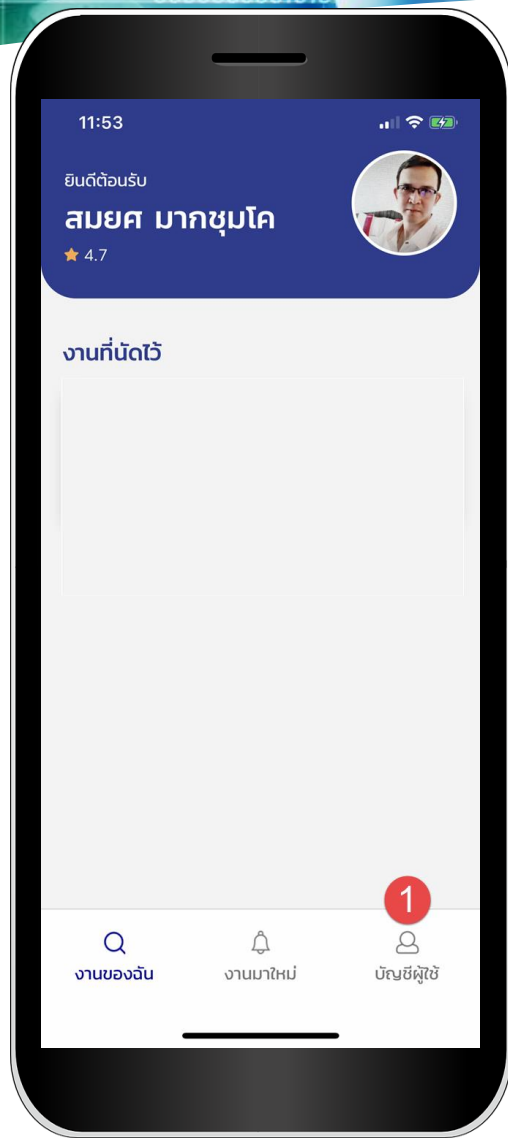 11:53
ยินดีต้อนรับ
สมยศ มากชุมโค
4.7
งานที่นัดไว้
1
งานของฉัน
งานมาใหม่
บัญชีผู้ใช้